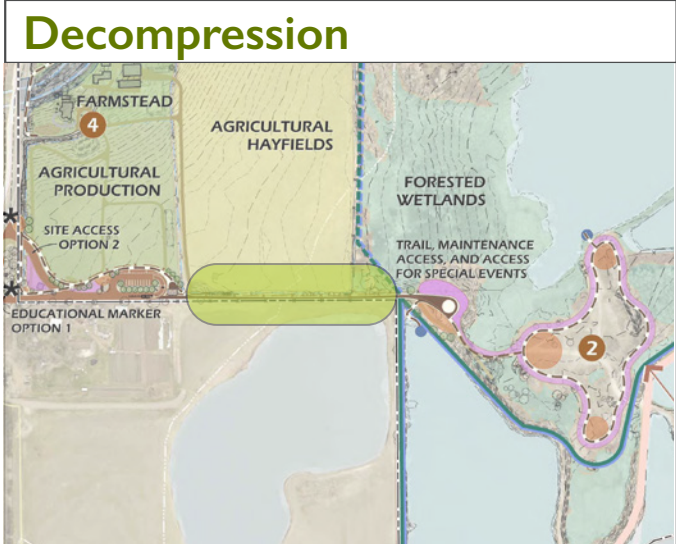 Decompression
FARMSTEAD
4
AGRICULTURAL
HAYFIELDS
AGRICULTURAL
PRODUCTION
FORESTED
WETLANDS
SITE ACCESS
OPTION 2
TRAIL, MAINTENANCE
ACCESS, AND ACCESS
FOR SPECIAL EVENTS
*
*
EDUCATIONAL MARKER
OPTION 1
2